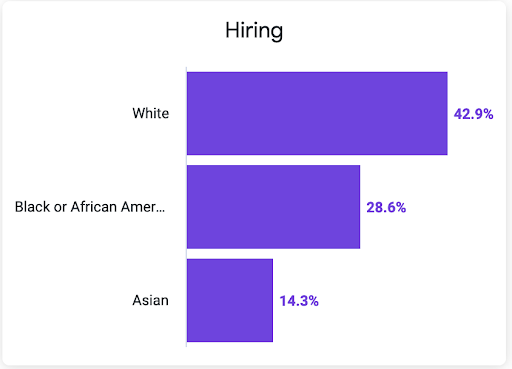 Hiring
White
42.9%
Black or African Amer...
28.6%
Asian
14.3%